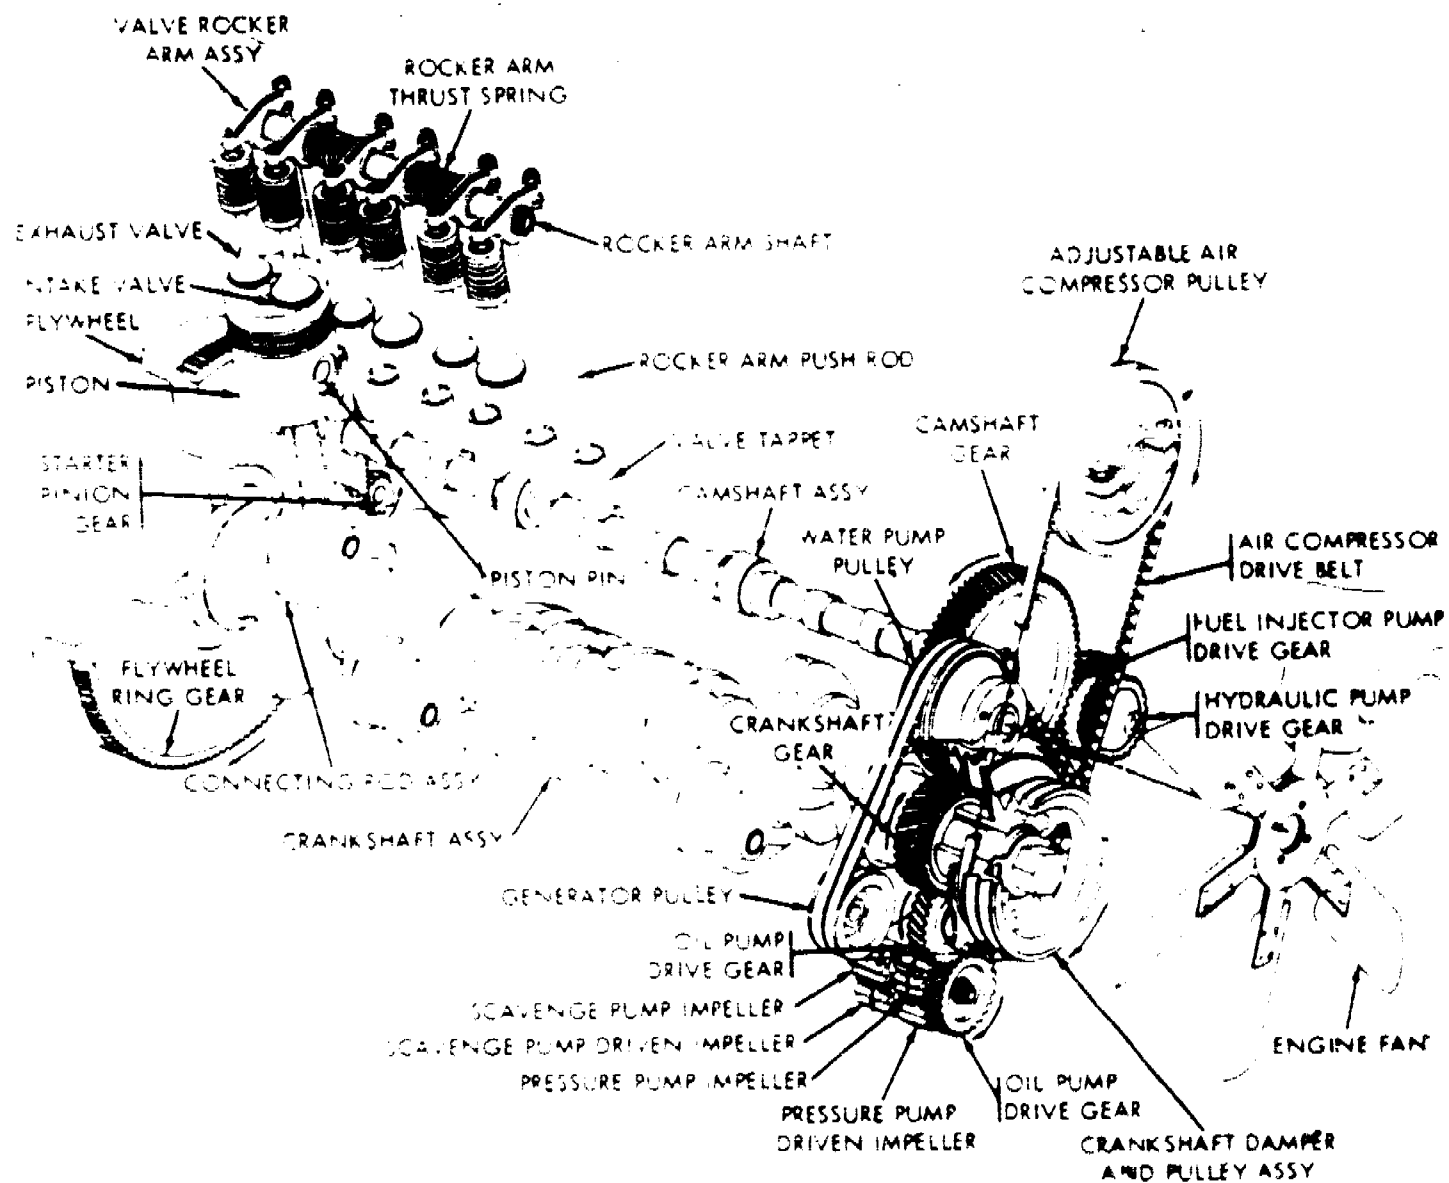 VALVE ROCKER
ARM ASSY
ROCKER ARM
THRUST SPRING
EXHAUST VALVE
INTAKE VALVE
FLYWHEEL
PISTON
ROCKER ARM SHAFT
ADJUSTABLE AIR
COMPRESSOR PULLEY
ROCKER ARM PUSH ROD
CAMSHAFT
GEAR
VALVE TAPPET
STARTER
PINION
GEAR
CAMSHAFT ASSY
WATER PUMP
PULLEY
AIR COMPRESSOR
DRIVE BELT
PISTON PIN
FUEL INJECTOR PUMP
DRIVE GEAR
FLYWHEEL
RING GEAR
HYDRAULIC PUMP
DRIVE GEAR
CRANKSHAFT
GEAR
CONNECTING ROD ASSY
CRANKSHAFT ASSY
GENERATOR PULLEY
OIL PUMP
DRIVE GEAR
SCAVENGE PUMP IMPELLER
SCAVENGE PUMP DRIVEN IMPELLER
PRESSURE PUMP IMPELLER
ENGINE FAN
PRESSURE PUMP
DRIVEN IMPELLER
OIL PUMP
DRIVE GEAR
CRANKSHAFT DAMPER
AND PULLEY ASSY